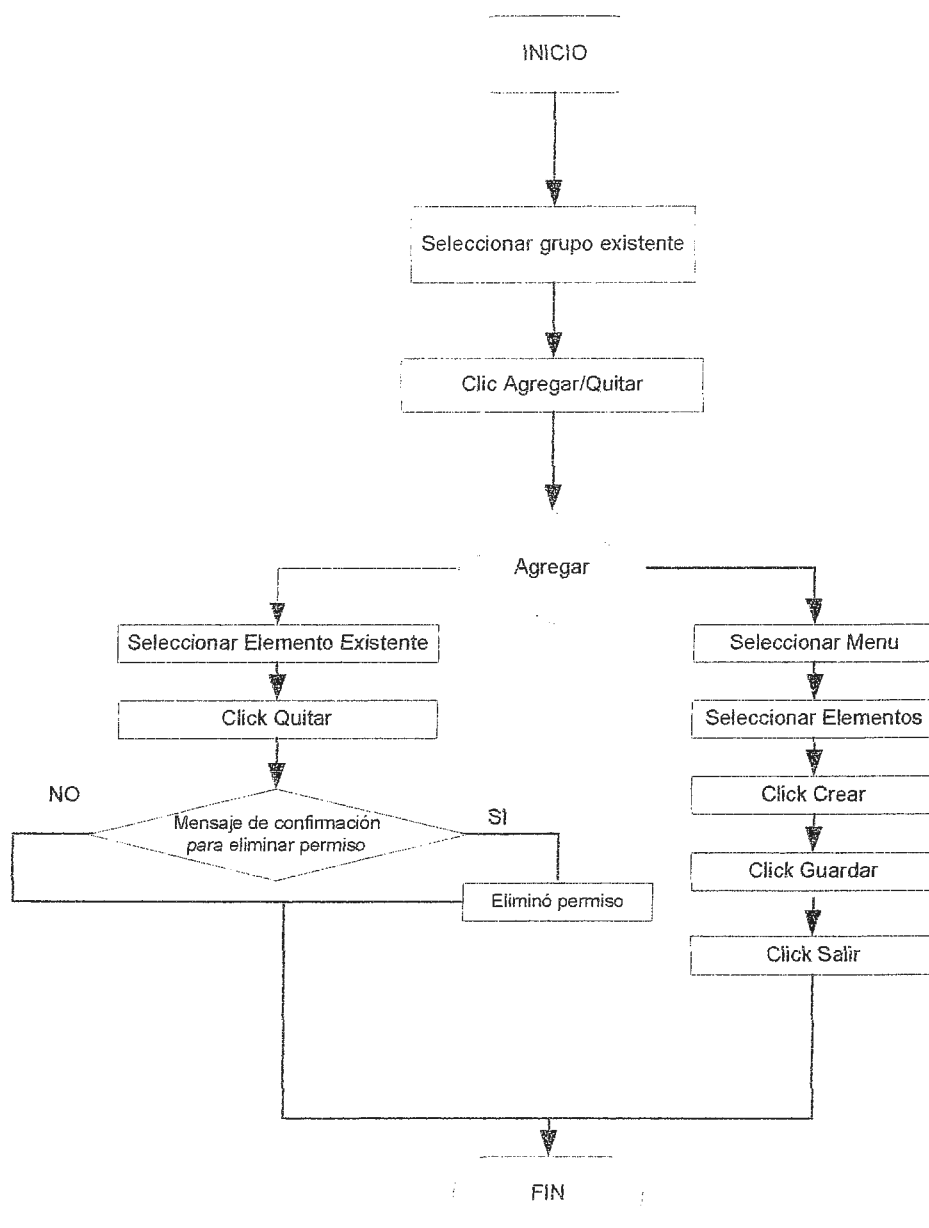 INICIO
Seleccionar grupo existente
Clic Agregar/Quitar
Agregar
Seleccionar Elemento Existente
Click Quitar
NO
Mensaje de confirmación
para eliminar permiso
SI
Eliminó permiso
Seleccionar Menu
Seleccionar Elementos
Click Crear
Click Guardar
Click Salir
FIN